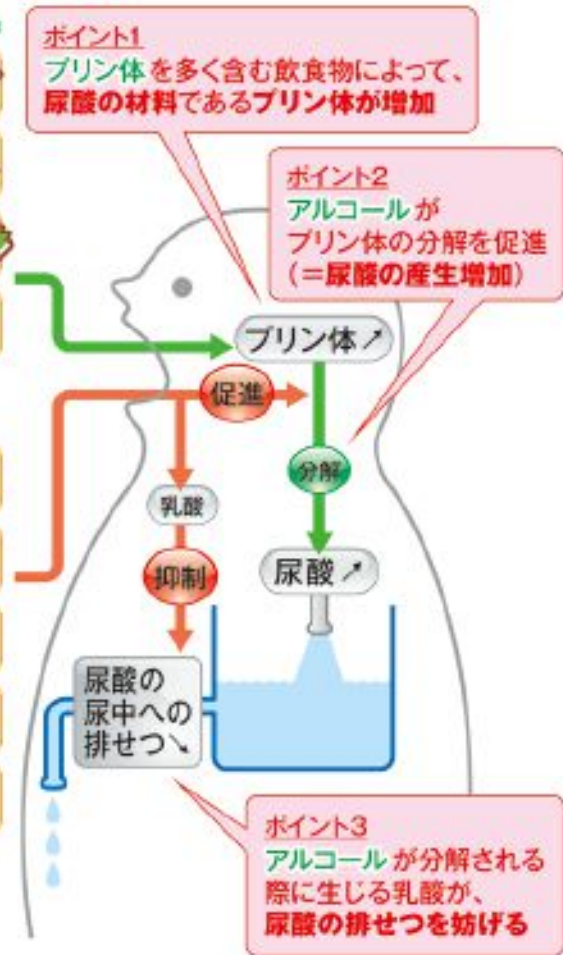 ポイント1
プリン体を多く含む飲食物によって、
尿酸の材料であるプリン体が増加
ポイント2
アルコールが
プリン体の分解を促進
(=尿酸の産生増加)
プリン体↗
促進
分解
乳酸
抑制
尿酸↗
尿酸の
尿中への
排せつ↘
ポイント3
アルコールが分解される
際に生じる乳酸が、
尿酸の排せつを妨げる